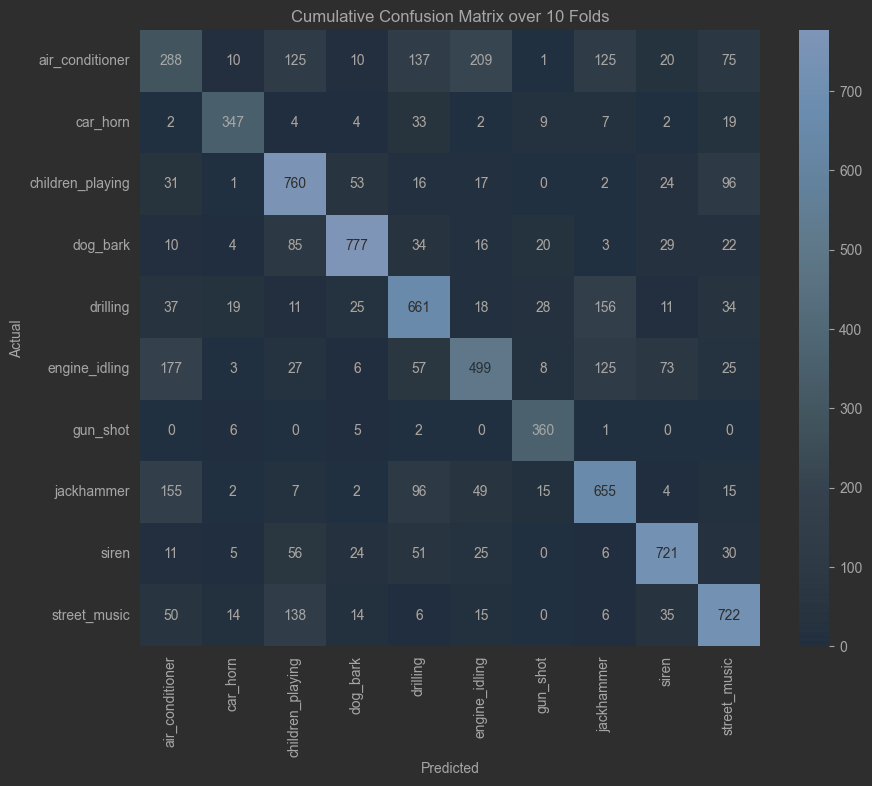 Cumulative Confusion Matrix over 10 Folds
air_conditioner 288 10 125 10 137 209 1 125 20 75
car_horn 2 347 4 4 33 2 9 7 2 19
children_playing 31 1 760 53 16 17 0 2 24 96
dog_bark 10 4 85 777 34 16 20 3 29 22
drilling 37 19 11 25 661 18 28 156 11 34
engine_idling 177 3 27 6 57 499 8 125 73 25
gun_shot 0 6 0 5 2 0 360 1 0 0
jackhammer 155 2 7 2 96 49 15 655 4 15
siren 11 5 56 24 51 25 0 6 721 30
street_music 50 14 138 14 6 15 0 6 35 722
Actual
air_conditioner car_horn children_playing dog_bark drilling engine_idling gun_shot jackhammer siren street_music
Predicted
700
600
500
400
300
200
100
0